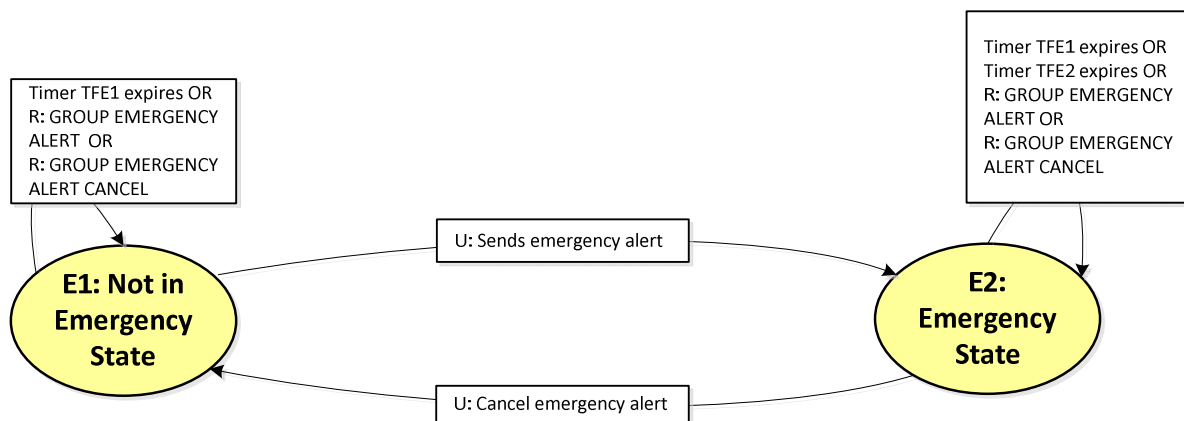 Timer TFE1 expires OR
R: GROUP EMERGENCY
ALERT OR
R: GROUP EMERGENCY
ALERT CANCEL
Timer TFE1 expires OR
Timer TFE2 expires OR
R: GROUP EMERGENCY
ALERT OR
R: GROUP EMERGENCY
ALERT CANCEL
U: Sends emergency alert
E1: Not in
Emergency
State
E2:
Emergency
State
U: Cancel emergency alert